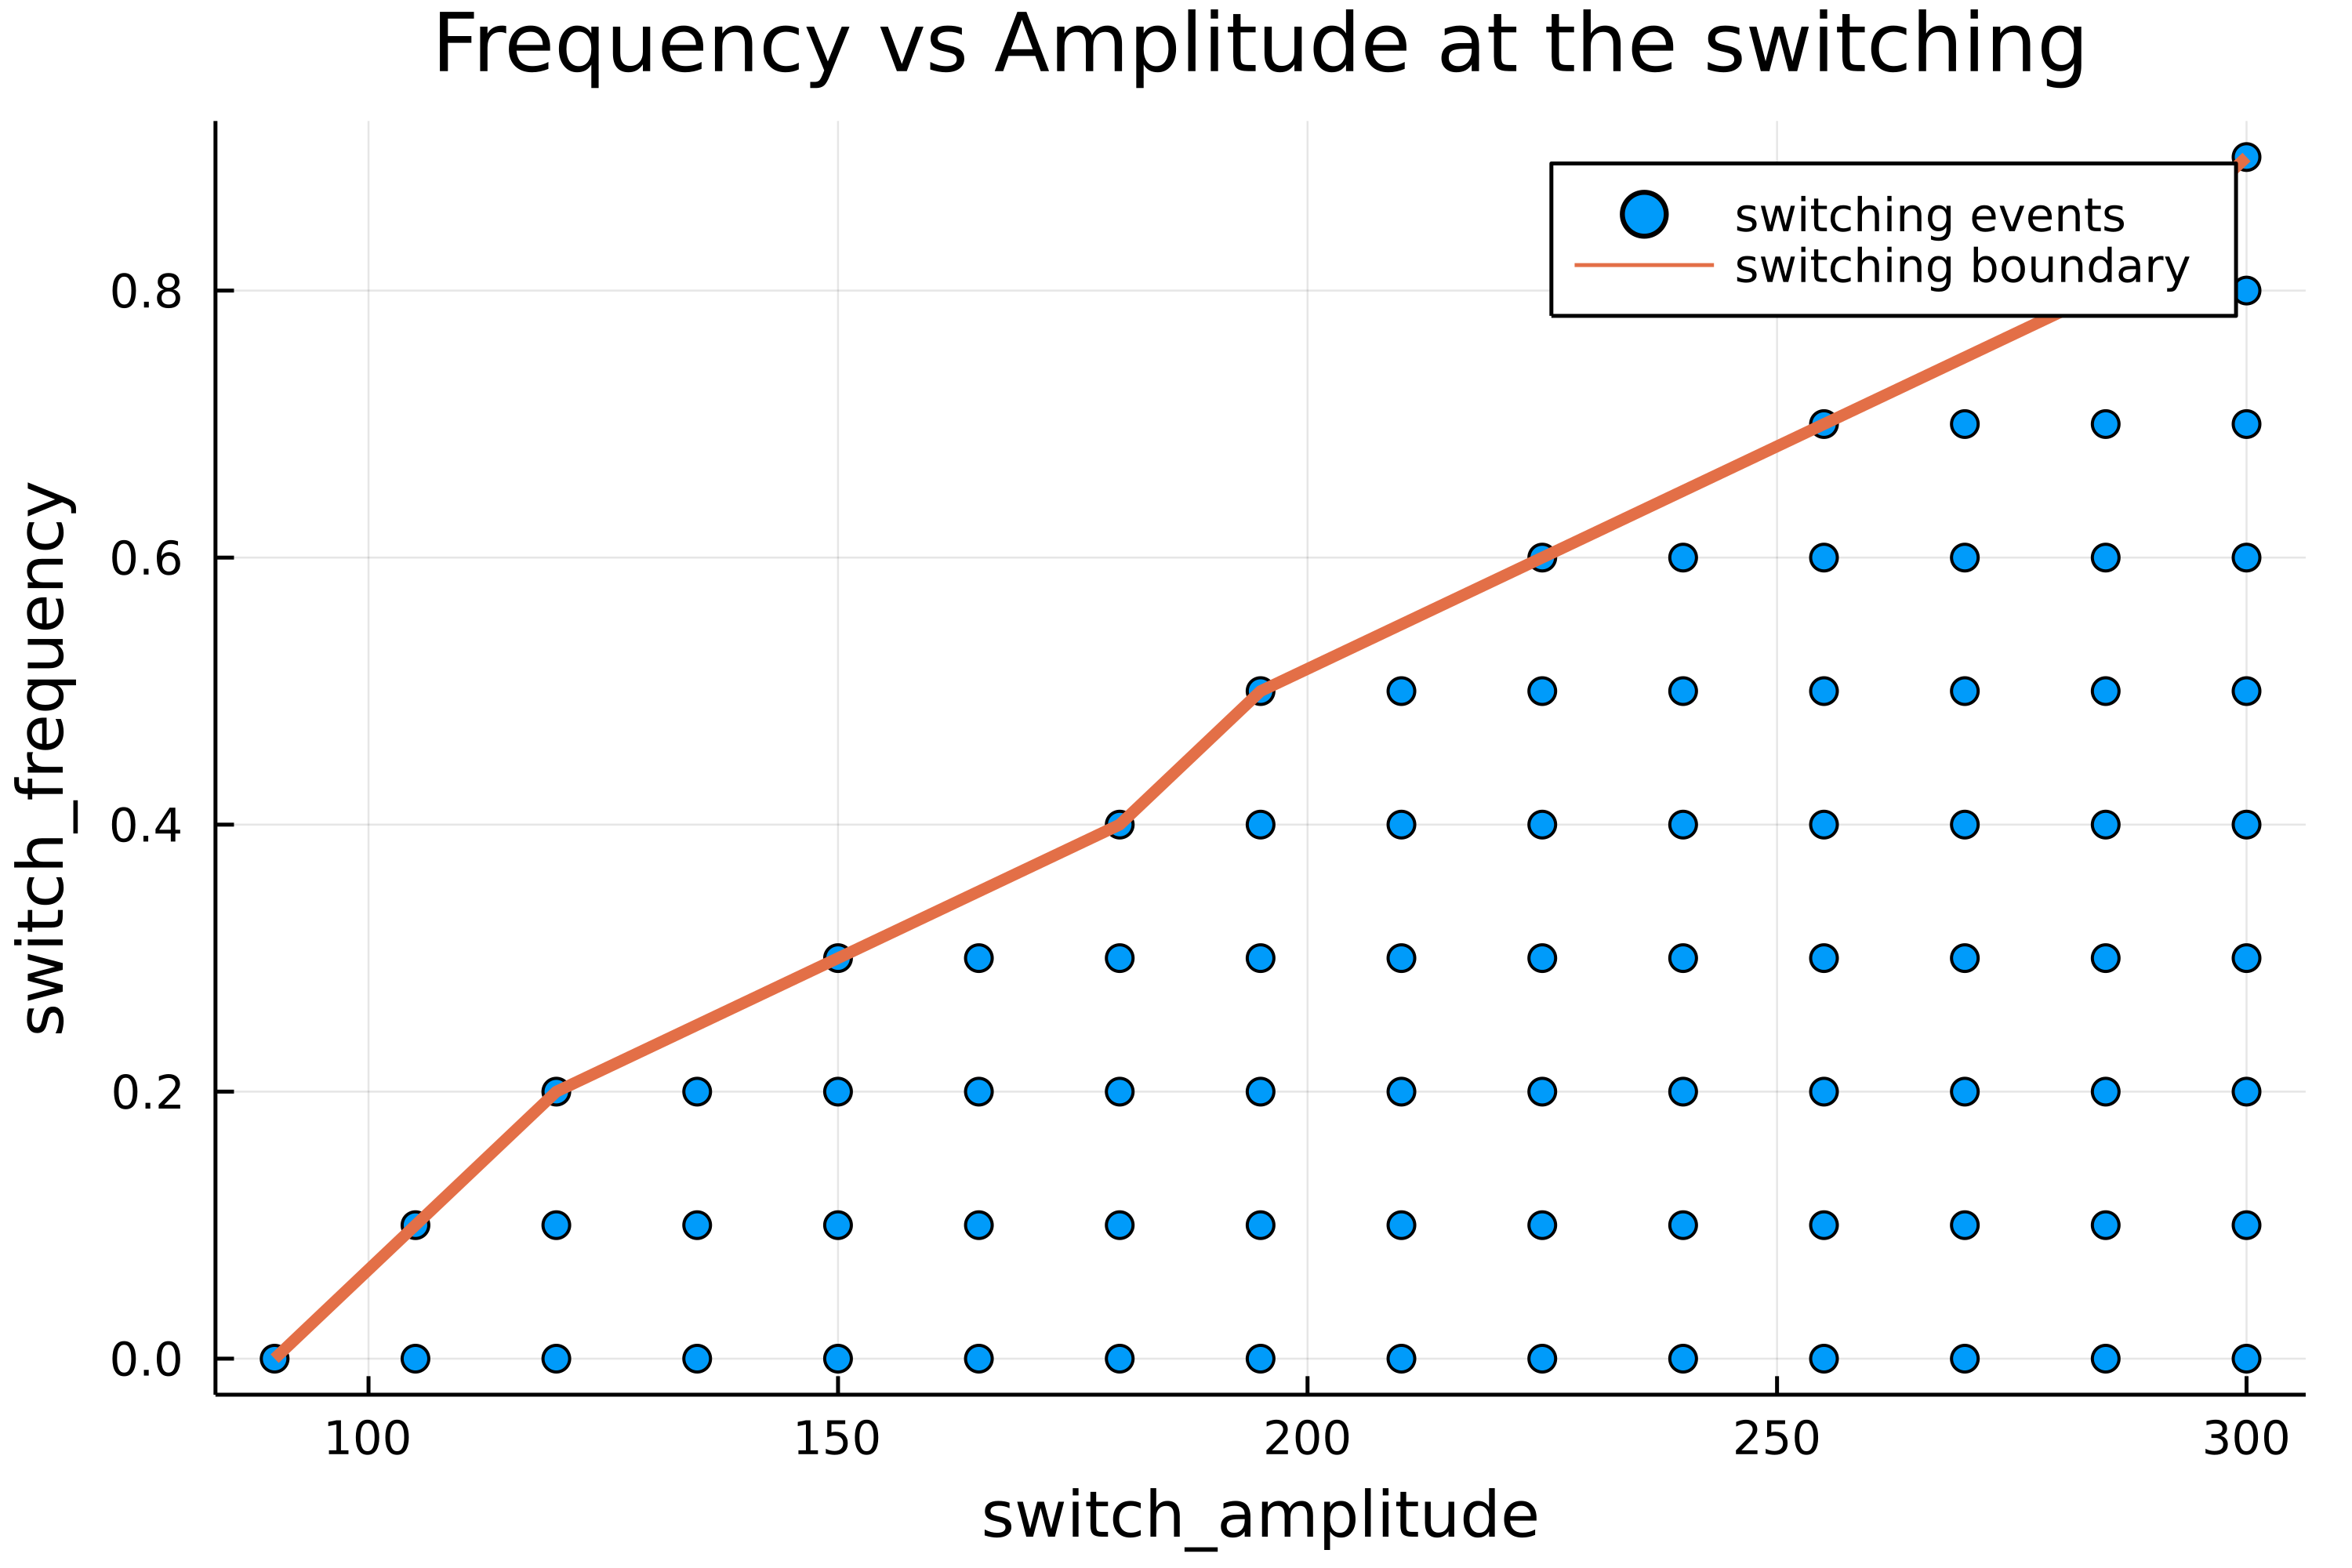 Frequency vs Amplitude at the switching
switching events
switching boundary
switch_frequency
0.8
0.6
0.4
0.2
0.0
100 150 200 250 300
switch_amplitude